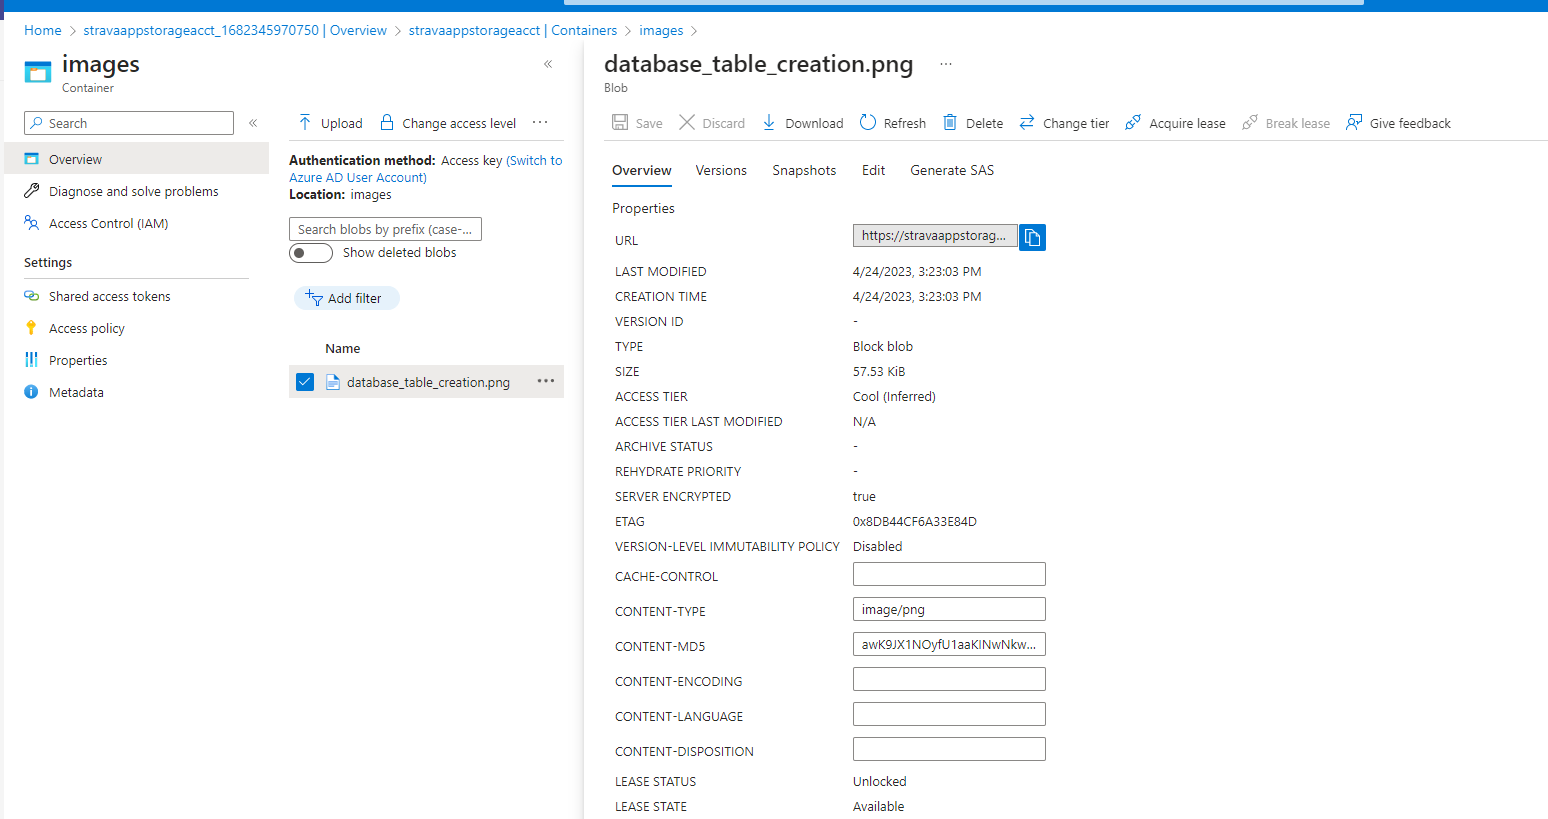 Home > stravaappstorageacct_1682345970750 | Overview > stravaappstorageacct | Containers > images >
images
Container
«
Search
«
Overview
Diagnose and solve problems
Access Control (IAM)
Settings
Shared access tokens
Access policy
Properties
Metadata
Upload Change access level ...
Authentication method: Access key (Switch to
Azure AD User Account)
Location: images
Search blobs by prefix (case-...
Show deleted blobs
Add filter
Name
database_table_creation.png ...
database_table_creation.png ...
Blob
Save Discard Download Refresh Delete Change tier Acquire lease Break lease Give feedback
Overview Versions Snapshots Edit Generate SAS
Properties
URL https://stravaappstorag...
LAST MODIFIED 4/24/2023, 3:23:03 PM
CREATION TIME 4/24/2023, 3:23:03 PM
VERSION ID -
TYPE Block blob
SIZE 57.53 KiB
ACCESS TIER Cool (Inferred)
ACCESS TIER LAST MODIFIED N/A
ARCHIVE STATUS -
REHYDRATE PRIORITY -
SERVER ENCRYPTED true
ETAG 0x8DB44CF6A33E84D
VERSION-LEVEL IMMUTABILITY POLICY Disabled
CACHE-CONTROL
CONTENT-TYPE image/png
CONTENT-MD5 awK9JX1NOyfU1aaKINwNkw...
CONTENT-ENCODING
CONTENT-LANGUAGE
CONTENT-DISPOSITION
LEASE STATUS Unlocked
LEASE STATE Available